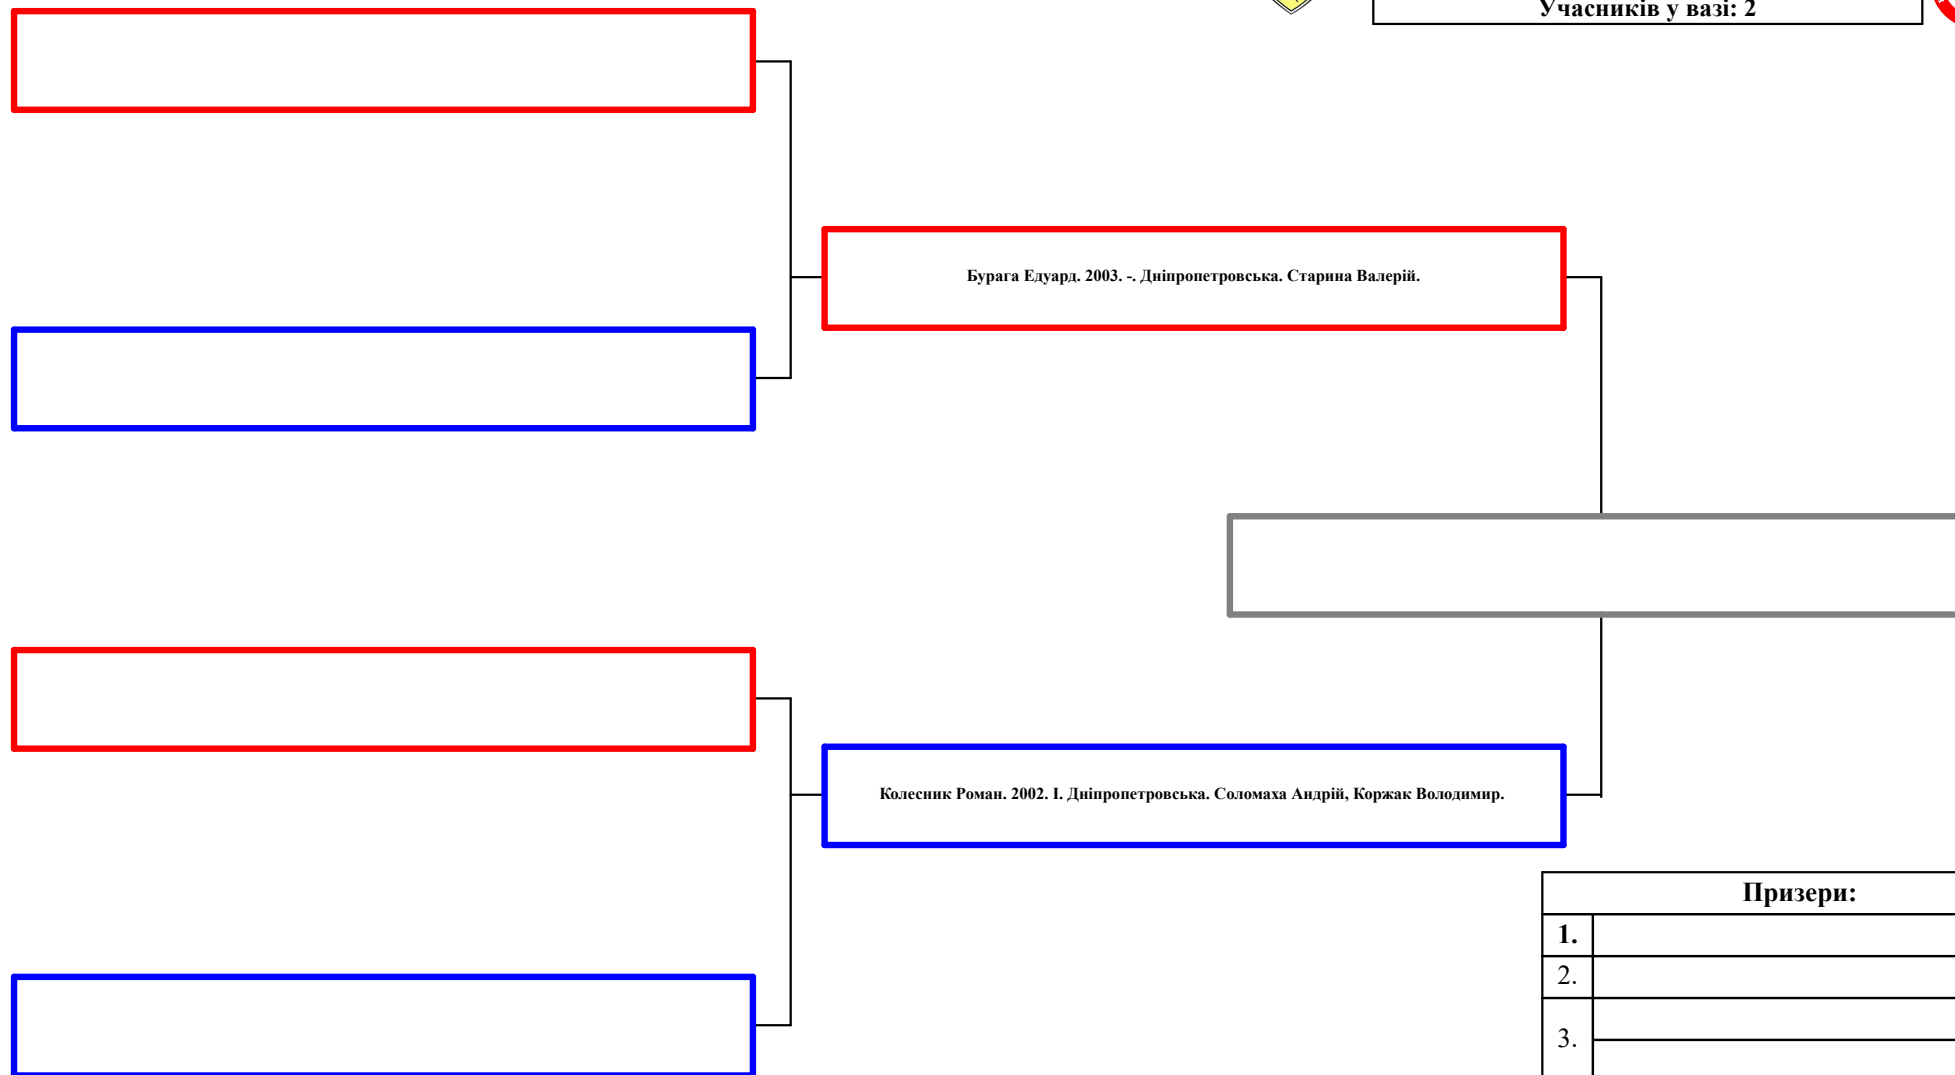 Учасників у вазі: 2
Бурага Едуард. 2003. -. Дніпропетровська. Старина Валерій.
Колесник Роман. 2002. І. Дніпропетровська. Соломаха Андрій, Коржак Володимир.
Призери:
1.
2.
3.